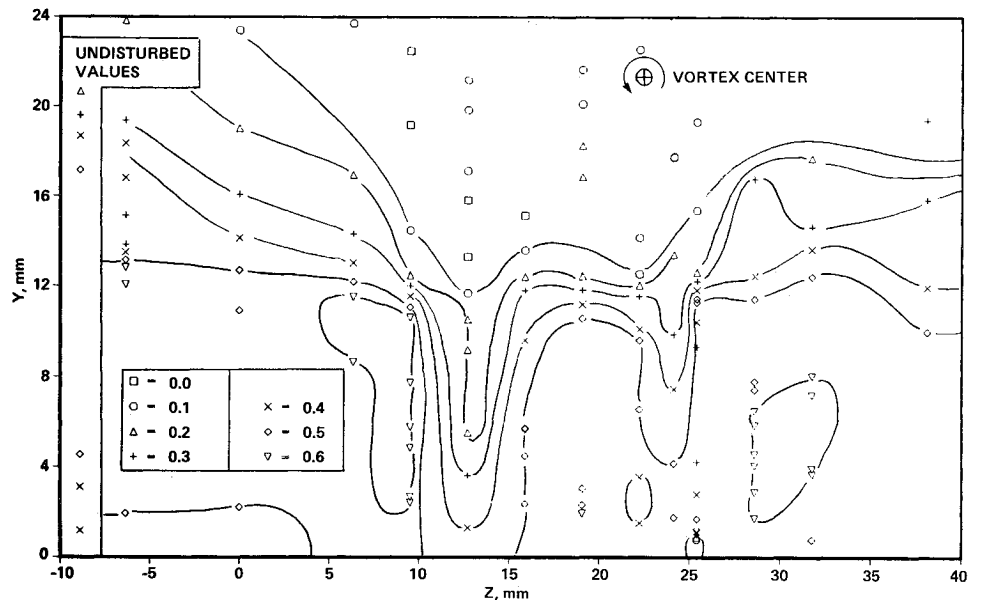 24
20
16
12
8
4
0
Y, mm
UNDISTURBED
VALUES
VORTEX CENTER
□ – 0.0
○ – 0.1
△ – 0.2
+ – 0.3
× – 0.4
◇ – 0.5
▽ = 0.6
-10 -5 0 5 10 15 20 25 30 35 40
Z, mm